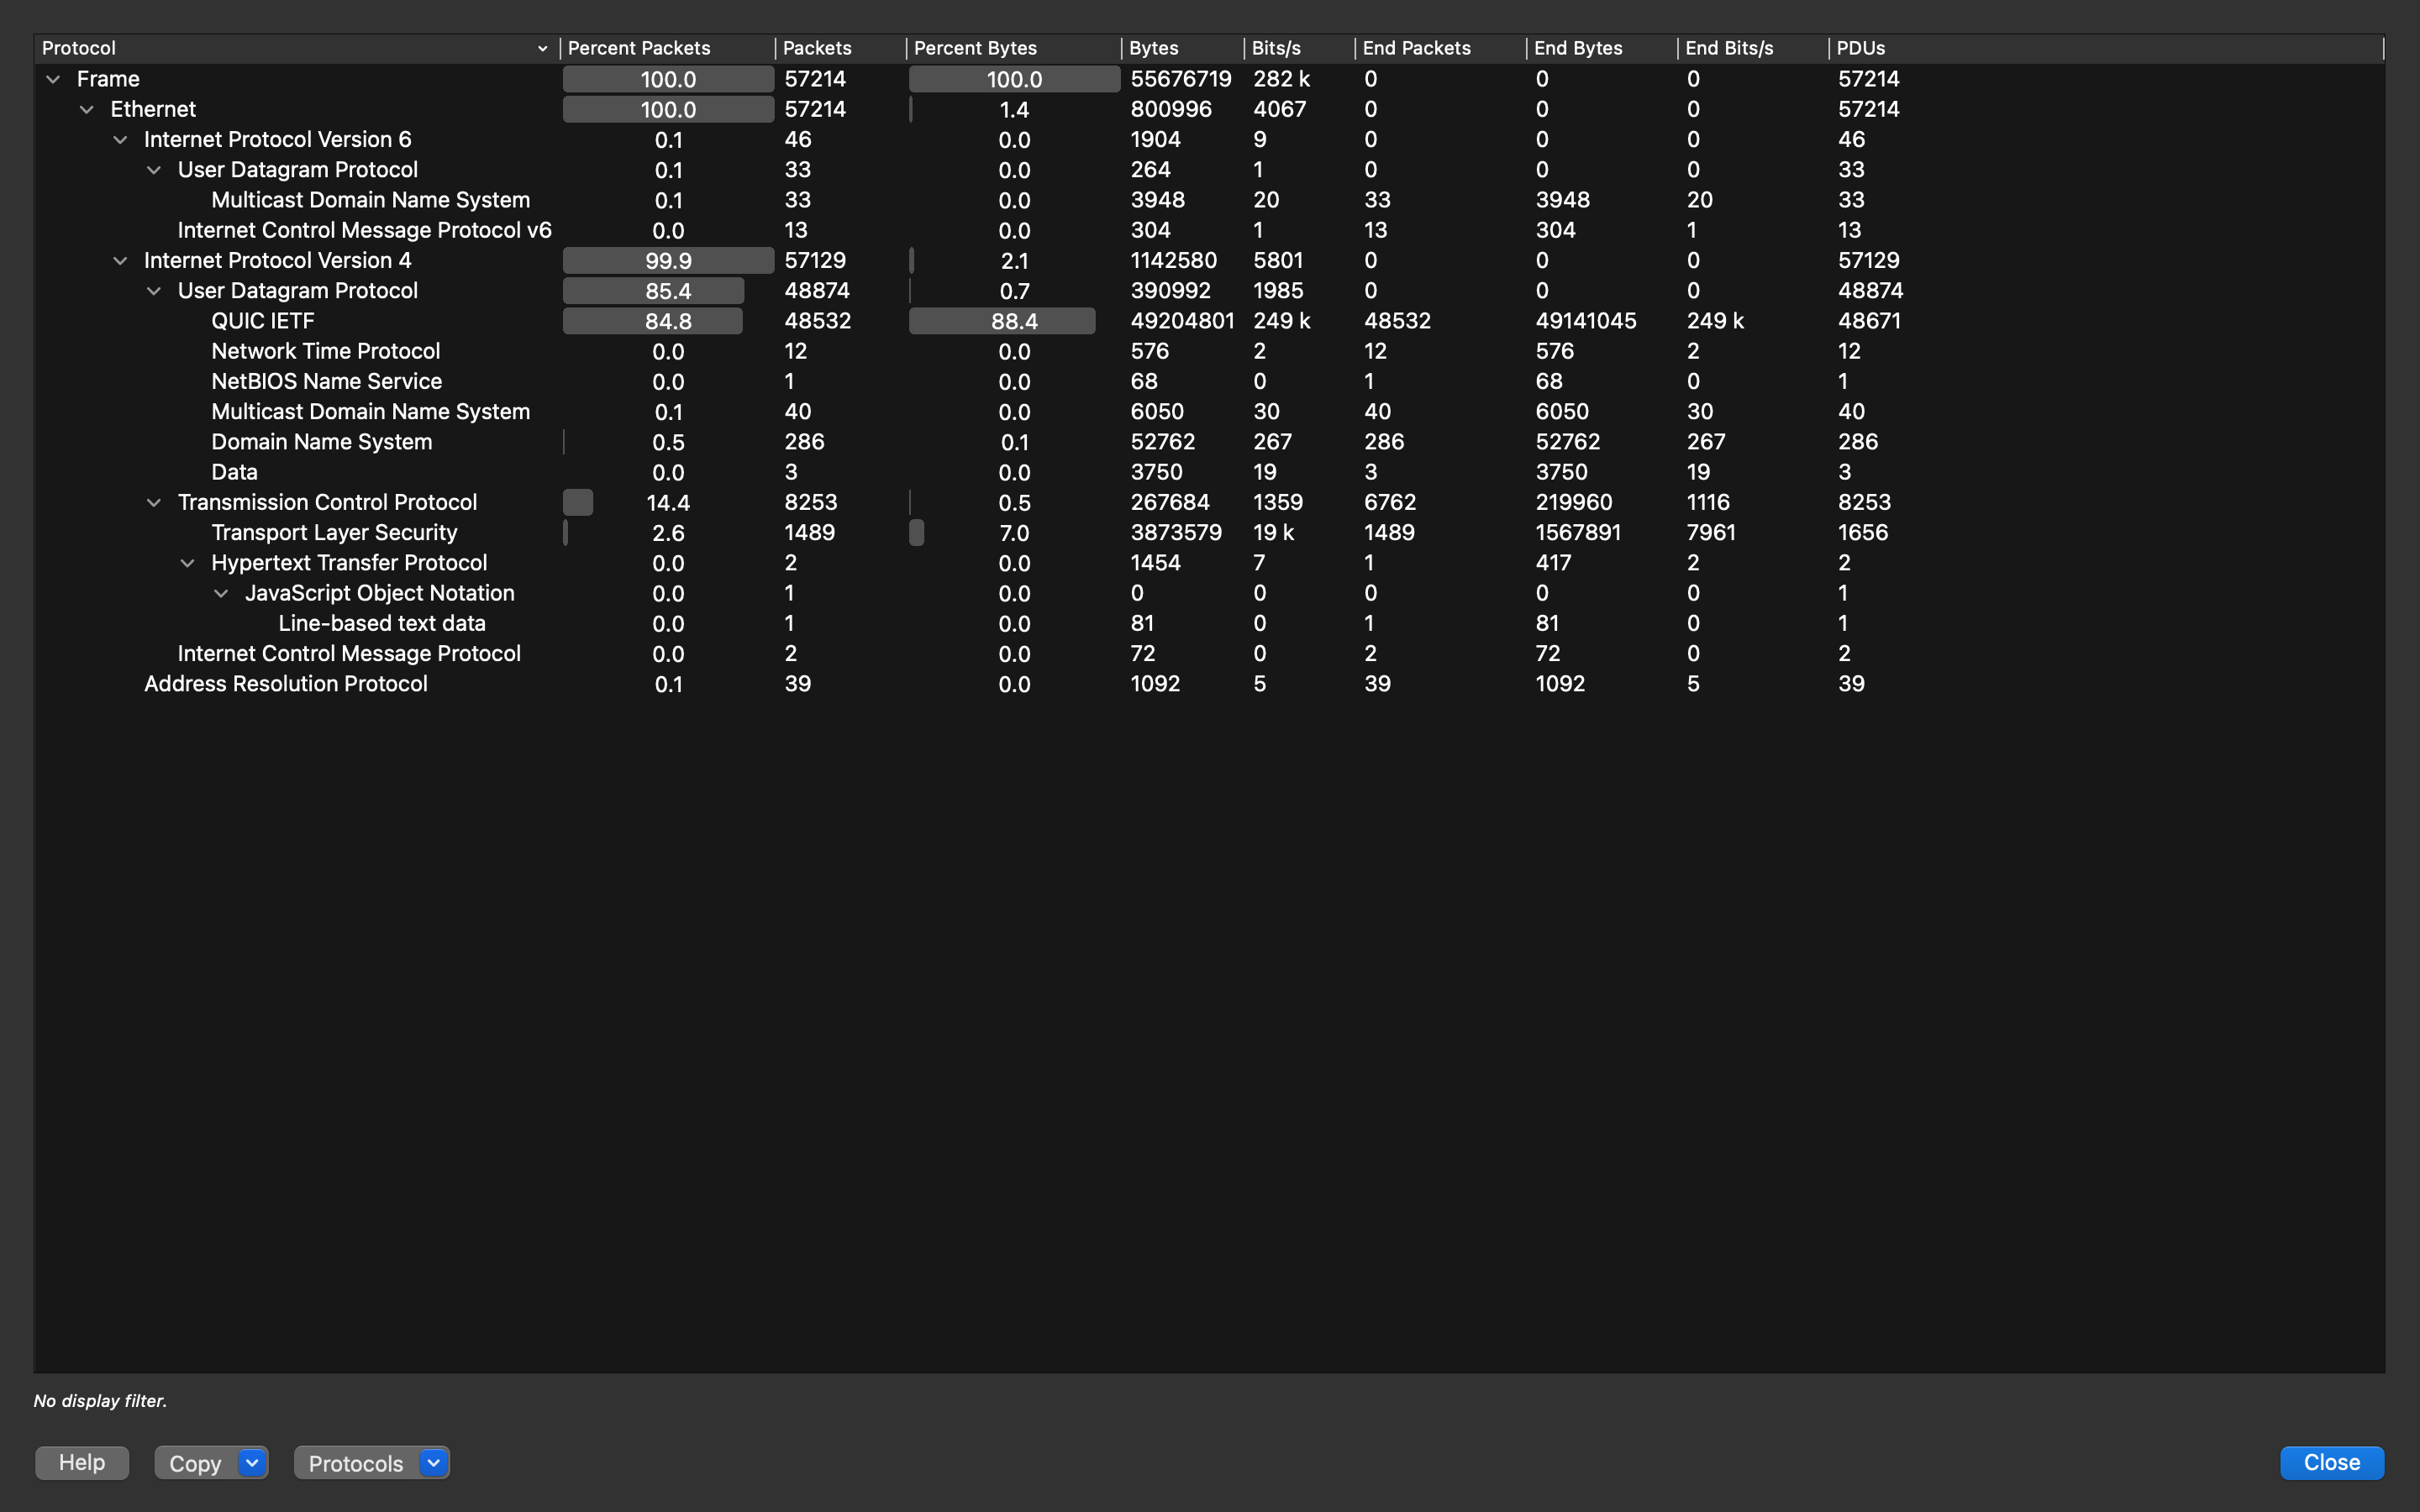 Protocol Percent Packets Packets Percent Bytes Bytes Bits/s End Packets End Bytes End Bits/s PDUs
Frame 100.0 57214 100.0 55676719 282 k 0 0 0 57214
Ethernet 100.0 57214 1.4 800996 4067 0 0 0 57214
Internet Protocol Version 6 0.1 46 0.0 1904 9 0 0 0 46
User Datagram Protocol 0.1 33 0.0 264 1 0 0 0 33
Multicast Domain Name System 0.1 33 0.0 3948 20 33 3948 20 33
Internet Control Message Protocol v6 0.0 13 0.0 304 1 13 304 1 13
Internet Protocol Version 4 99.9 57129 2.1 1142580 5801 0 0 0 57129
User Datagram Protocol 85.4 48874 0.7 390992 1985 0 0 0 48874
QUIC IETF 84.8 48532 88.4 49204801 249 k 48532 49141045 249 k 48671
Network Time Protocol 0.0 12 0.0 576 2 12 576 2 12
NetBIOS Name Service 0.0 1 0.0 68 0 1 68 0 1
Multicast Domain Name System 0.1 40 0.0 6050 30 40 6050 30 40
Domain Name System 0.5 286 0.1 52762 267 286 52762 267 286
Data 0.0 3 0.0 3750 19 3 3750 19 3
Transmission Control Protocol 14.4 8253 0.5 267684 1359 6762 219960 1116 8253
Transport Layer Security 2.6 1489 7.0 3873579 19 k 1489 1567891 7961 1656
Hypertext Transfer Protocol 0.0 2 0.0 1454 7 1 417 2 2
JavaScript Object Notation 0.0 1 0.0 0 0 0 0 0 1
Line-based text data 0.0 1 0.0 81 0 1 81 0 1
Internet Control Message Protocol 0.0 2 0.0 72 0 2 72 0 2
Address Resolution Protocol 0.1 39 0.0 1092 5 39 1092 5 39
No display filter.
Help Copy Protocols Close